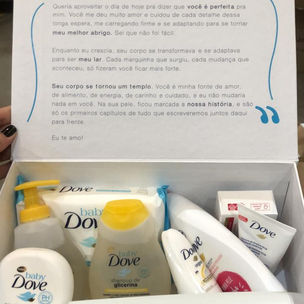 Queria aproveitar o dia de hoje pra dizer que você é perfeita pra
mim. Você me deu muito amor e cuidou de cada detalhe dessa
longa espera, me carregando firme e se adaptando para se tornar
meu melhor abrigo. Sei que não foi fácil.
Enquanto eu crescia, seu corpo se transformava e se adaptava
para ser meu lar. Cada marquinha que surgiu, cada mudança que
aconteceu, só fizeram você ficar mais forte.
Seu corpo se tornou um templo. Você é minha fonte de amor,
de alimento, de energia, de carinho e cuidado, e eu não mudaria
nada em você. Na sua pele, ficou marcada a nossa história, e são
só os primeiros capítulos de tudo que escreveremos juntos daqui
para frente.
Eu te amo!
baby
Dove
baby
Dove
shampoo de
glicerina
baby
Dove
Dove
Dove